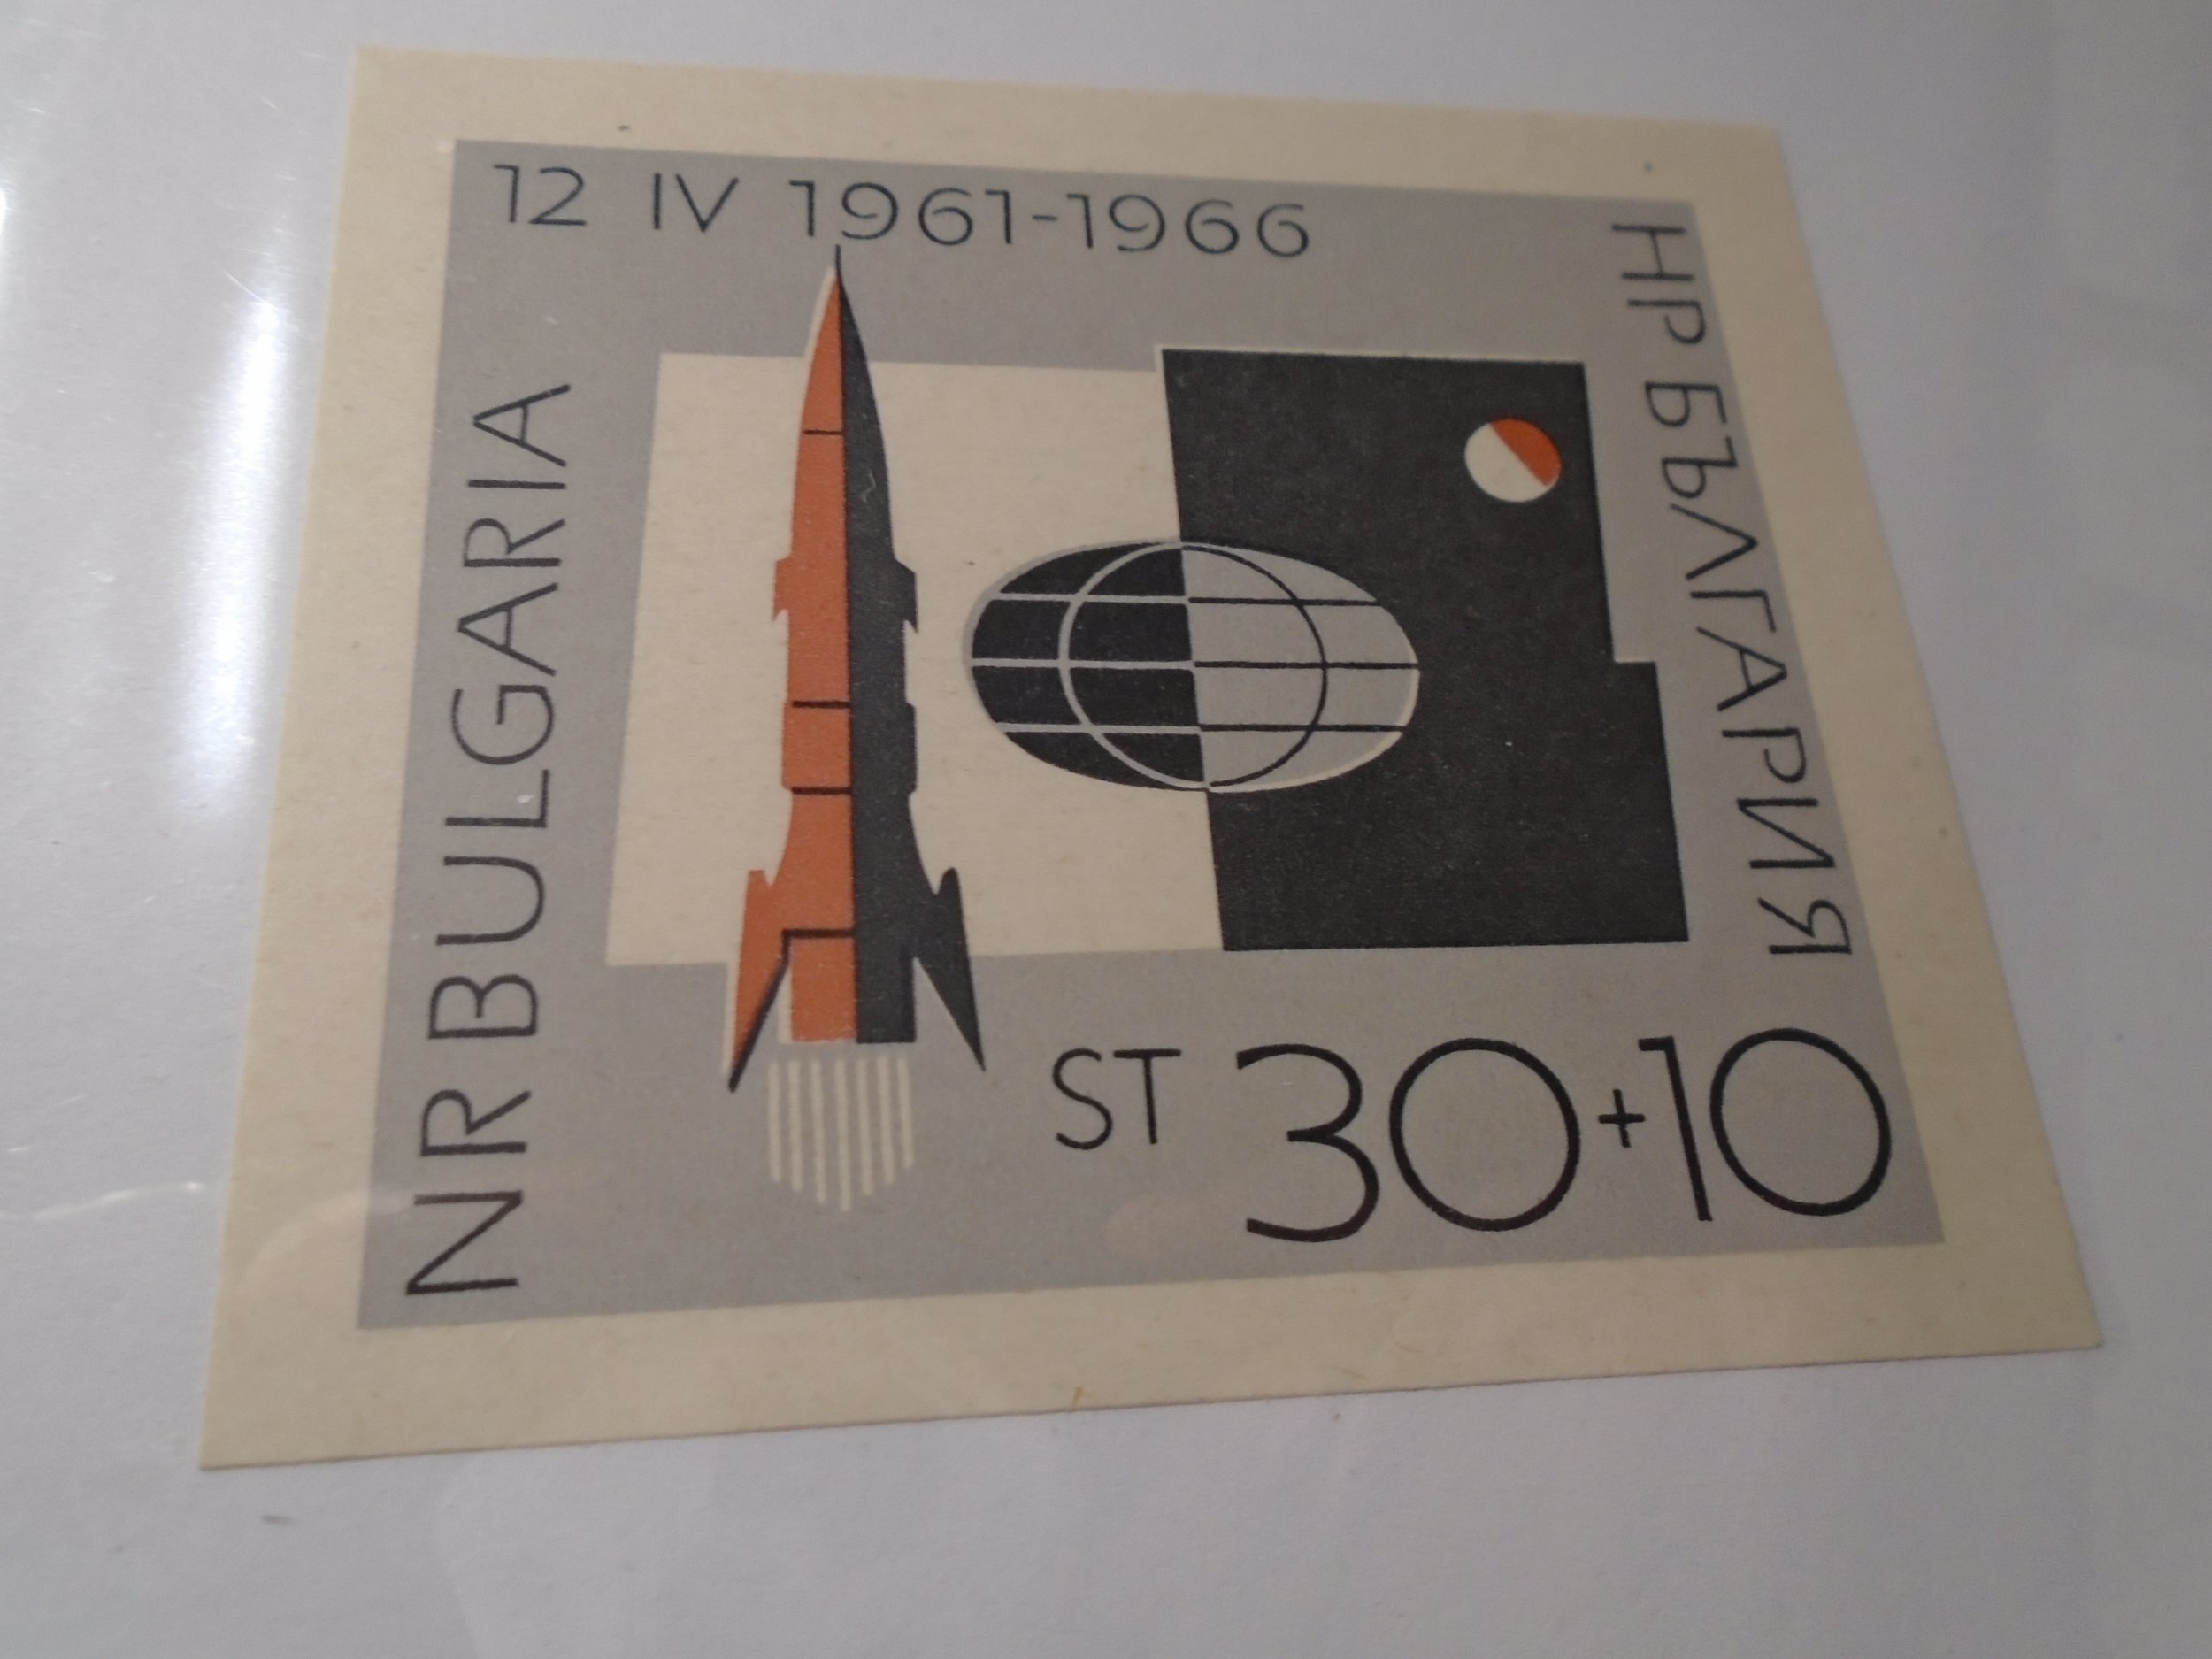 12 IV 1961-1966
NR BULGARIA
НР БЪЛГАРИЯ
ST 30+10